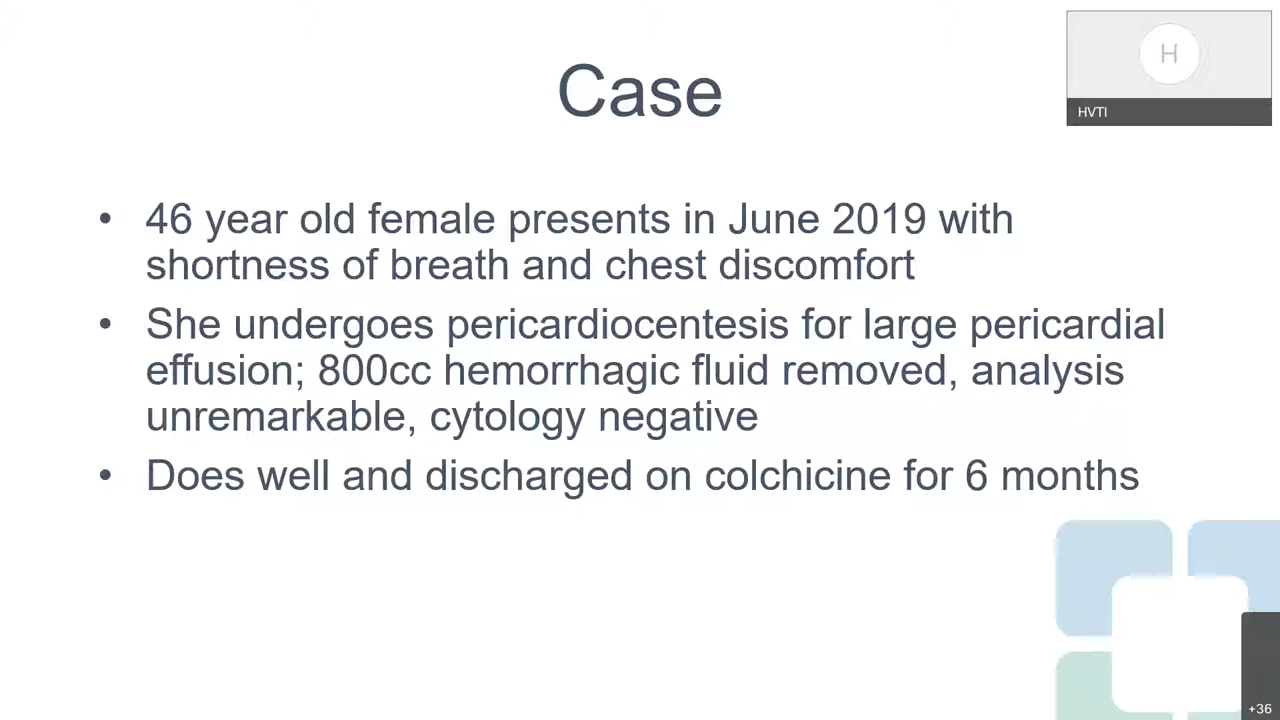 Case
H
HVTI
• 46 year old female presents in June 2019 with
shortness of breath and chest discomfort
• She undergoes pericardiocentesis for large pericardial
effusion; 800cc hemorrhagic fluid removed, analysis
unremarkable, cytology negative
• Does well and discharged on colchicine for 6 months
+36